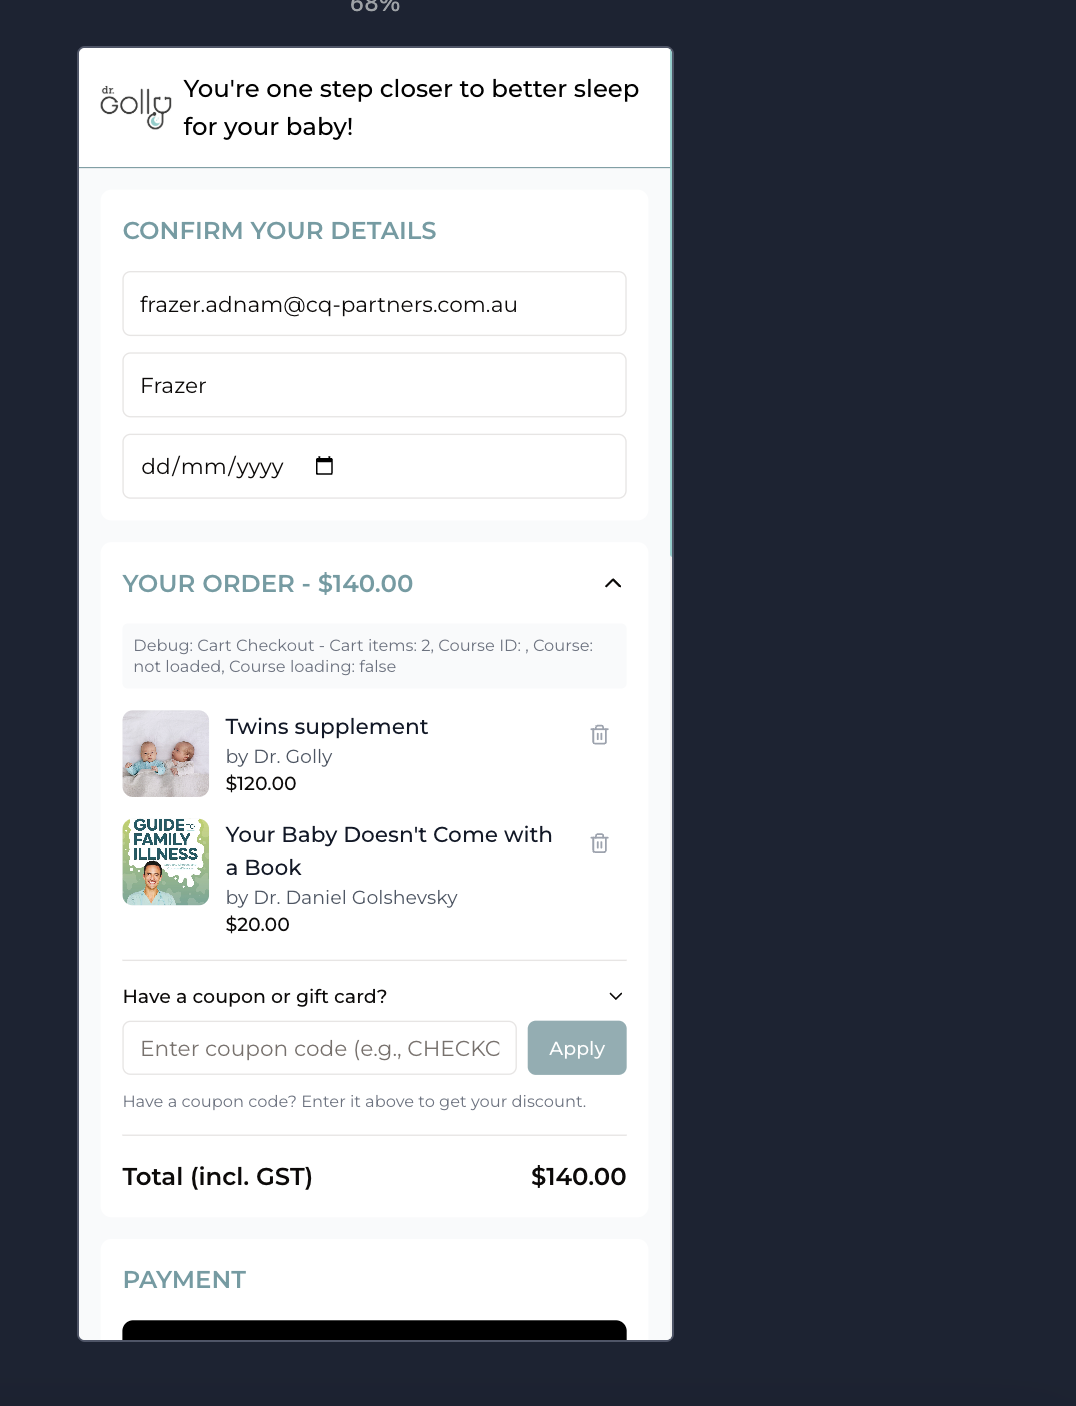 68%
dr.
Golly
You're one step closer to better sleep
for your baby!
CONFIRM YOUR DETAILS
frazer.adnam@cq-partners.com.au
Frazer
dd/mm/yyyy
YOUR ORDER - $140.00
Debug: Cart Checkout - Cart items: 2, Course ID: , Course:
not loaded, Course loading: false
Twins supplement
by Dr. Golly
$120.00
GUIDE TO
FAMILY
ILLNESS
Your Baby Doesn't Come with
a Book
by Dr. Daniel Golshevsky
$20.00
Have a coupon or gift card?
Enter coupon code (e.g., CHECKC
Apply
Have a coupon code? Enter it above to get your discount.
Total (incl. GST)
$140.00
PAYMENT